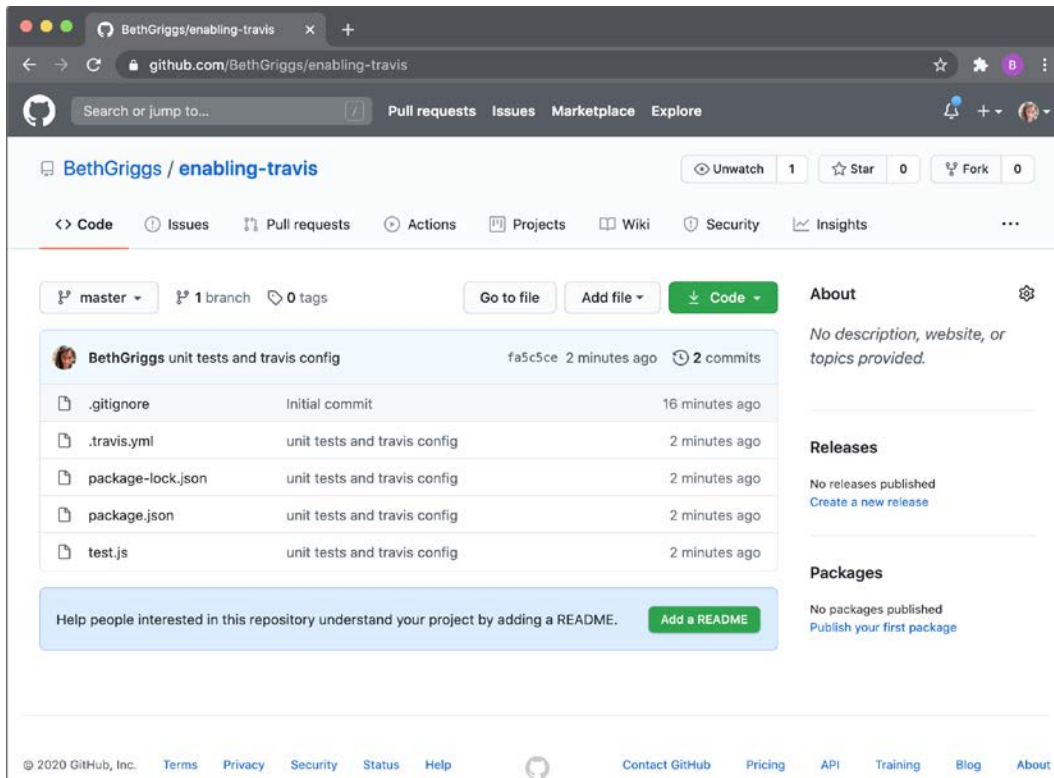 BethGriggs/enabling-travis
github.com/BethGriggs/enabling-travis
B
Search or jump to... / Pull requests Issues Marketplace Explore
BethGriggs / enabling-travis Unwatch 1 Star 0 Fork 0
<> Code Issues Pull requests Actions Projects Wiki Security Insights ...
master 1 branch 0 tags Go to file Add file Code About
No description, website, or
topics provided.
BethGriggs unit tests and travis config fa5c5ce 2 minutes ago 2 commits
.gitignore Initial commit 16 minutes ago
.travis.yml unit tests and travis config 2 minutes ago
package-lock.json unit tests and travis config 2 minutes ago
package.json unit tests and travis config 2 minutes ago
test.js unit tests and travis config 2 minutes ago
Releases
No releases published
Create a new release
Packages
No packages published
Publish your first package
Help people interested in this repository understand your project by adding a README. Add a README
© 2020 GitHub, Inc. Terms Privacy Security Status Help Contact GitHub Pricing API Training Blog About